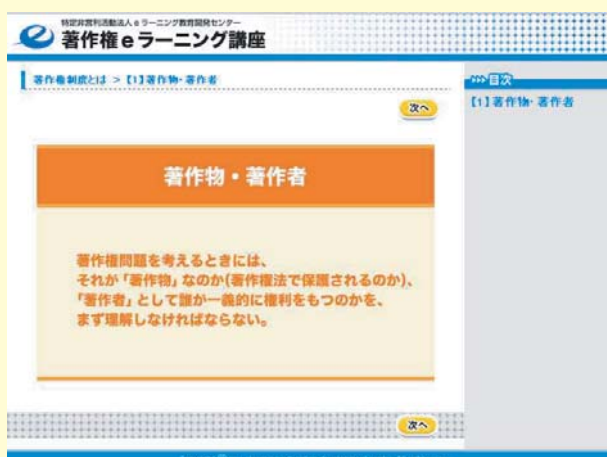 特定非営利活動法人eラーニング教育開発センター
著作権eラーニング講座
著作権制度とは > 【1】著作物・著作者
目次
【1】著作物・著作者
次へ
著作物・著作者
著作権問題を考えるときには、
それが「著作物」なのか(著作権法で保護されるのか)、
「著作者」として誰が一義的に権利をもつのかを、
まず理解しなければならない。
次へ